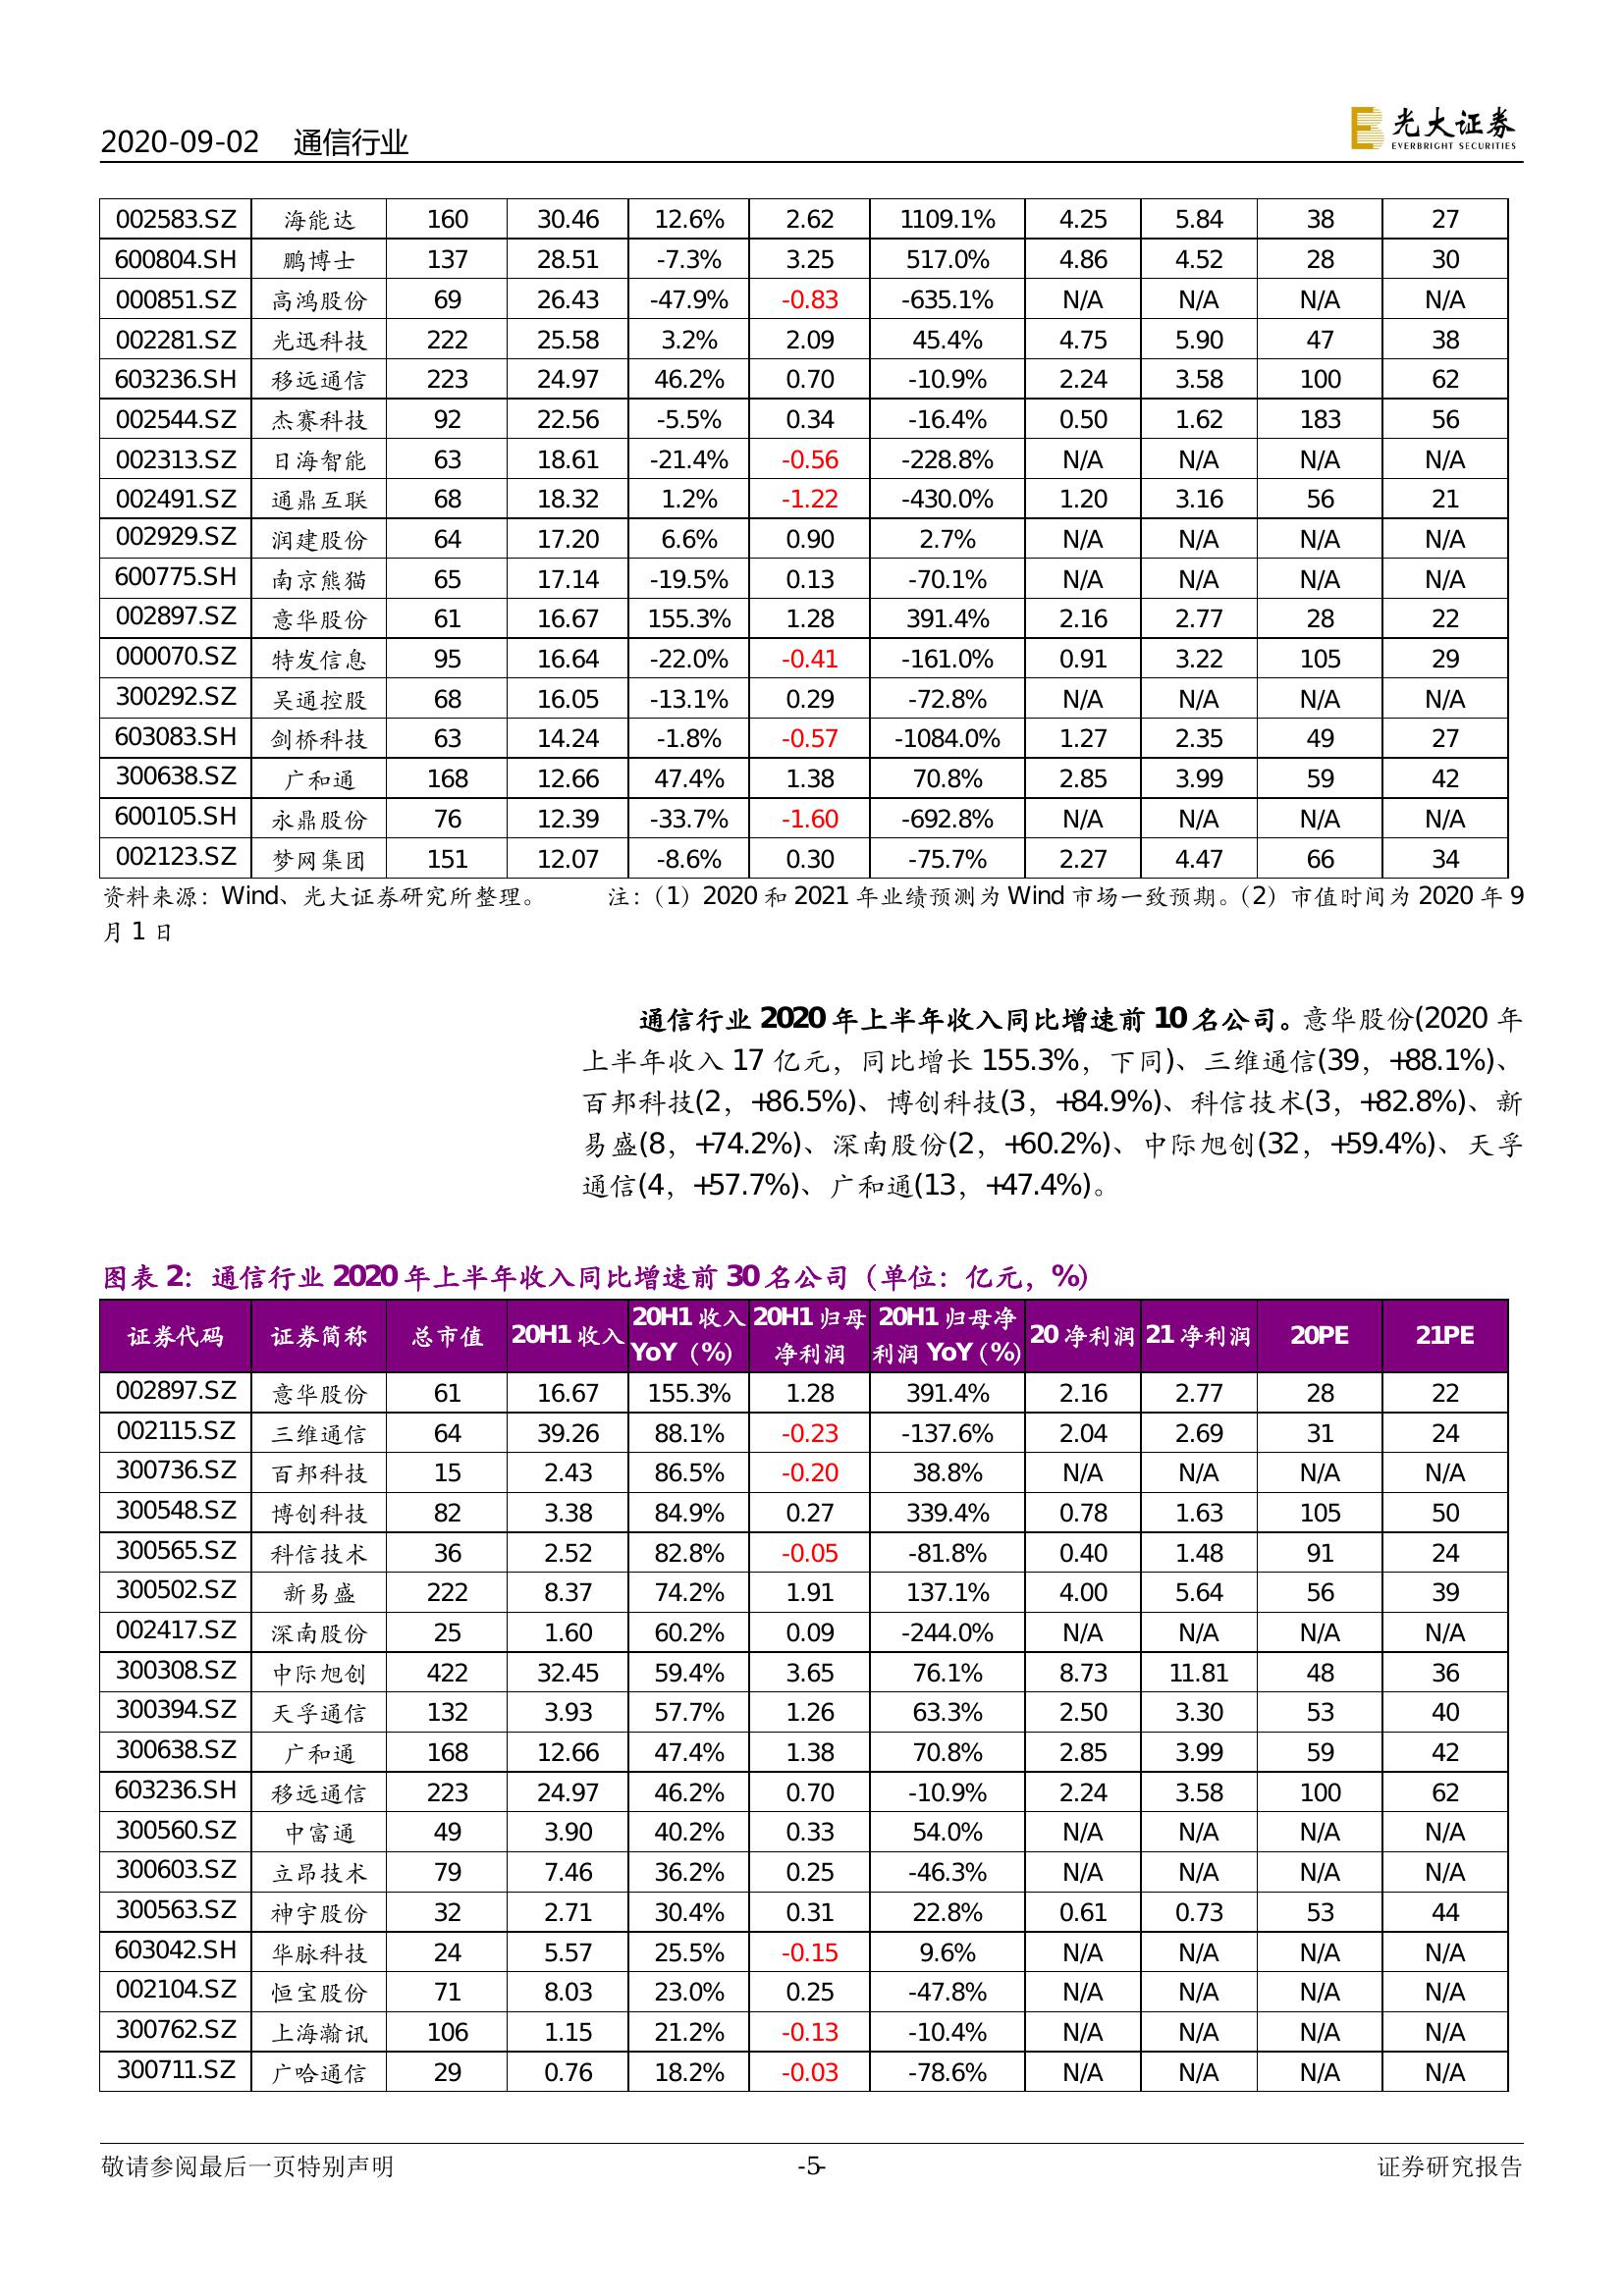 2020-09-02 通信行业
光大证券
EVERBRIGHT SECURITIES
002583.SZ 海能达 160 30.46 12.6% 2.62 1109.1% 4.25 5.84 38 27
600804.SH 鹏博士 137 28.51 -7.3% 3.25 517.0% 4.86 4.52 28 30
000851.SZ 高鸿股份 69 26.43 -47.9% -0.83 -635.1% N/A N/A N/A N/A
002281.SZ 光迅科技 222 25.58 3.2% 2.09 45.4% 4.75 5.90 47 38
603236.SH 移远通信 223 24.97 46.2% 0.70 -10.9% 2.24 3.58 100 62
002544.SZ 杰赛科技 92 22.56 -5.5% 0.34 -16.4% 0.50 1.62 183 56
002313.SZ 日海智能 63 18.61 -21.4% -0.56 -228.8% N/A N/A N/A N/A
002491.SZ 通鼎互联 68 18.32 1.2% -1.22 -430.0% 1.20 3.16 56 21
002929.SZ 润建股份 64 17.20 6.6% 0.90 2.7% N/A N/A N/A N/A
600775.SH 南京熊猫 65 17.14 -19.5% 0.13 -70.1% N/A N/A N/A N/A
002897.SZ 意华股份 61 16.67 155.3% 1.28 391.4% 2.16 2.77 28 22
000070.SZ 特发信息 95 16.64 -22.0% -0.41 -161.0% 0.91 3.22 105 29
300292.SZ 吴通控股 68 16.05 -13.1% 0.29 -72.8% N/A N/A N/A N/A
603083.SH 剑桥科技 63 14.24 -1.8% -0.57 -1084.0% 1.27 2.35 49 27
300638.SZ 广和通 168 12.66 47.4% 1.38 70.8% 2.85 3.99 59 42
600105.SH 永鼎股份 76 12.39 -33.7% -1.60 -692.8% N/A N/A N/A N/A
002123.SZ 梦网集团 151 12.07 -8.6% 0.30 -75.7% 2.27 4.47 66 34
资料来源：Wind、光大证券研究所整理。 注：（1）2020 和 2021 年业绩预测为 Wind 市场一致预期。（2）市值时间为 2020 年 9
月 1 日
通信行业 2020 年上半年收入同比增速前 10 名公司。意华股份(2020 年
上半年收入 17 亿元，同比增长 155.3%，下同)、三维通信(39，+88.1%)、
百邦科技(2，+86.5%)、博创科技(3，+84.9%)、科信技术(3，+82.8%)、新
易盛(8，+74.2%)、深南股份(2，+60.2%)、中际旭创(32，+59.4%)、天孚
通信(4，+57.7%)、广和通(13，+47.4%)。
图表 2：通信行业 2020 年上半年收入同比增速前 30 名公司（单位：亿元，%）
证券代码 证券简称 总市值 20H1 收入 20H1 收入 YoY（%） 20H1 归母净利润 20H1 归母净利润 YoY（%） 20 净利润 21 净利润 20PE 21PE
002897.SZ 意华股份 61 16.67 155.3% 1.28 391.4% 2.16 2.77 28 22
002115.SZ 三维通信 64 39.26 88.1% -0.23 -137.6% 2.04 2.69 31 24
300736.SZ 百邦科技 15 2.43 86.5% -0.20 38.8% N/A N/A N/A N/A
300548.SZ 博创科技 82 3.38 84.9% 0.27 339.4% 0.78 1.63 105 50
300565.SZ 科信技术 36 2.52 82.8% -0.05 -81.8% 0.40 1.48 91 24
300502.SZ 新易盛 222 8.37 74.2% 1.91 137.1% 4.00 5.64 56 39
002417.SZ 深南股份 25 1.60 60.2% 0.09 -244.0% N/A N/A N/A N/A
300308.SZ 中际旭创 422 32.45 59.4% 3.65 76.1% 8.73 11.81 48 36
300394.SZ 天孚通信 132 3.93 57.7% 1.26 63.3% 2.50 3.30 53 40
300638.SZ 广和通 168 12.66 47.4% 1.38 70.8% 2.85 3.99 59 42
603236.SH 移远通信 223 24.97 46.2% 0.70 -10.9% 2.24 3.58 100 62
300560.SZ 中富通 49 3.90 40.2% 0.33 54.0% N/A N/A N/A N/A
300603.SZ 立昂技术 79 7.46 36.2% 0.25 -46.3% N/A N/A N/A N/A
300563.SZ 神宇股份 32 2.71 30.4% 0.31 22.8% 0.61 0.73 53 44
603042.SH 华脉科技 24 5.57 25.5% -0.15 9.6% N/A N/A N/A N/A
002104.SZ 恒宝股份 71 8.03 23.0% 0.25 -47.8% N/A N/A N/A N/A
300762.SZ 上海瀚讯 106 1.15 21.2% -0.13 -10.4% N/A N/A N/A N/A
300711.SZ 广哈通信 29 0.76 18.2% -0.03 -78.6% N/A N/A N/A N/A
敬请参阅最后一页特别声明 -5- 证券研究报告